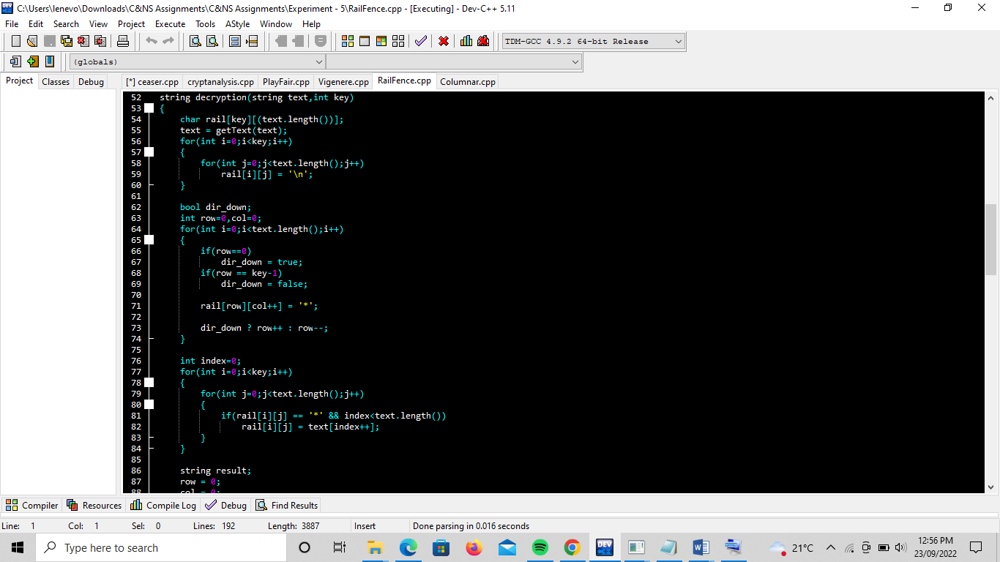 C:\Users\lenevo\Downloads\C&NS Assignments\C&NS Assignments\Experiment - 5\RailFence.cpp - [Executing] - Dev-C++ 5.11
File Edit Search View Project Execute Tools AStyle Window Help
TDM-GCC 4.9.2 64-bit Release
(globals)
Project Classes Debug [*] ceaser.cpp cryptanalysis.cpp PlayFair.cpp Vigenere.cpp RailFence.cpp Columnar.cpp
52 string decryption(string text,int key)
53 {
54 char rail[key][(text.length())];
55 text = getText(text);
56 for(int i=0;i<key;i++)
57 {
58 for(int j=0;j<text.length();j++)
59 rail[i][j] = '\n';
60 }
61
62 bool dir_down;
63 int row=0,col=0;
64 for(int i=0;i<text.length();i++)
65 {
66 if(row==0)
67 dir_down = true;
68 if(row == key-1)
69 dir_down = false;
70
71 rail[row][col++] = '*';
72
73 dir_down ? row++ : row--;
74 }
75
76 int index=0;
77 for(int i=0;i<key;i++)
78 {
79 for(int j=0;j<text.length();j++)
80 {
81 if(rail[i][j] == '*' && index<text.length())
82 rail[i][j] = text[index++];
83 }
84 }
85
86 string result;
87 row = 0;
88 col = 0;
Compiler Resources Compile Log Debug Find Results
Line: 1 Col: 1 Sel: 0 Lines: 192 Length: 3887 Insert Done parsing in 0.016 seconds
Type here to search
DEV
21°C
12:56 PM
23/09/2022